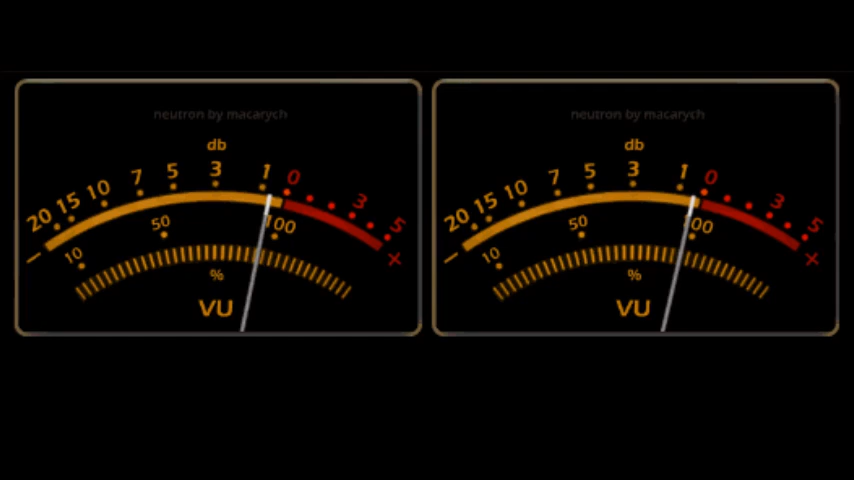 neutron by macarych
db
20 15 10 7 5 3 1 0 3 5
− 10 50 100 +
%
VU
neutron by macarych
db
20 15 10 7 5 3 1 0 3 5
− 10 50 100 +
%
VU